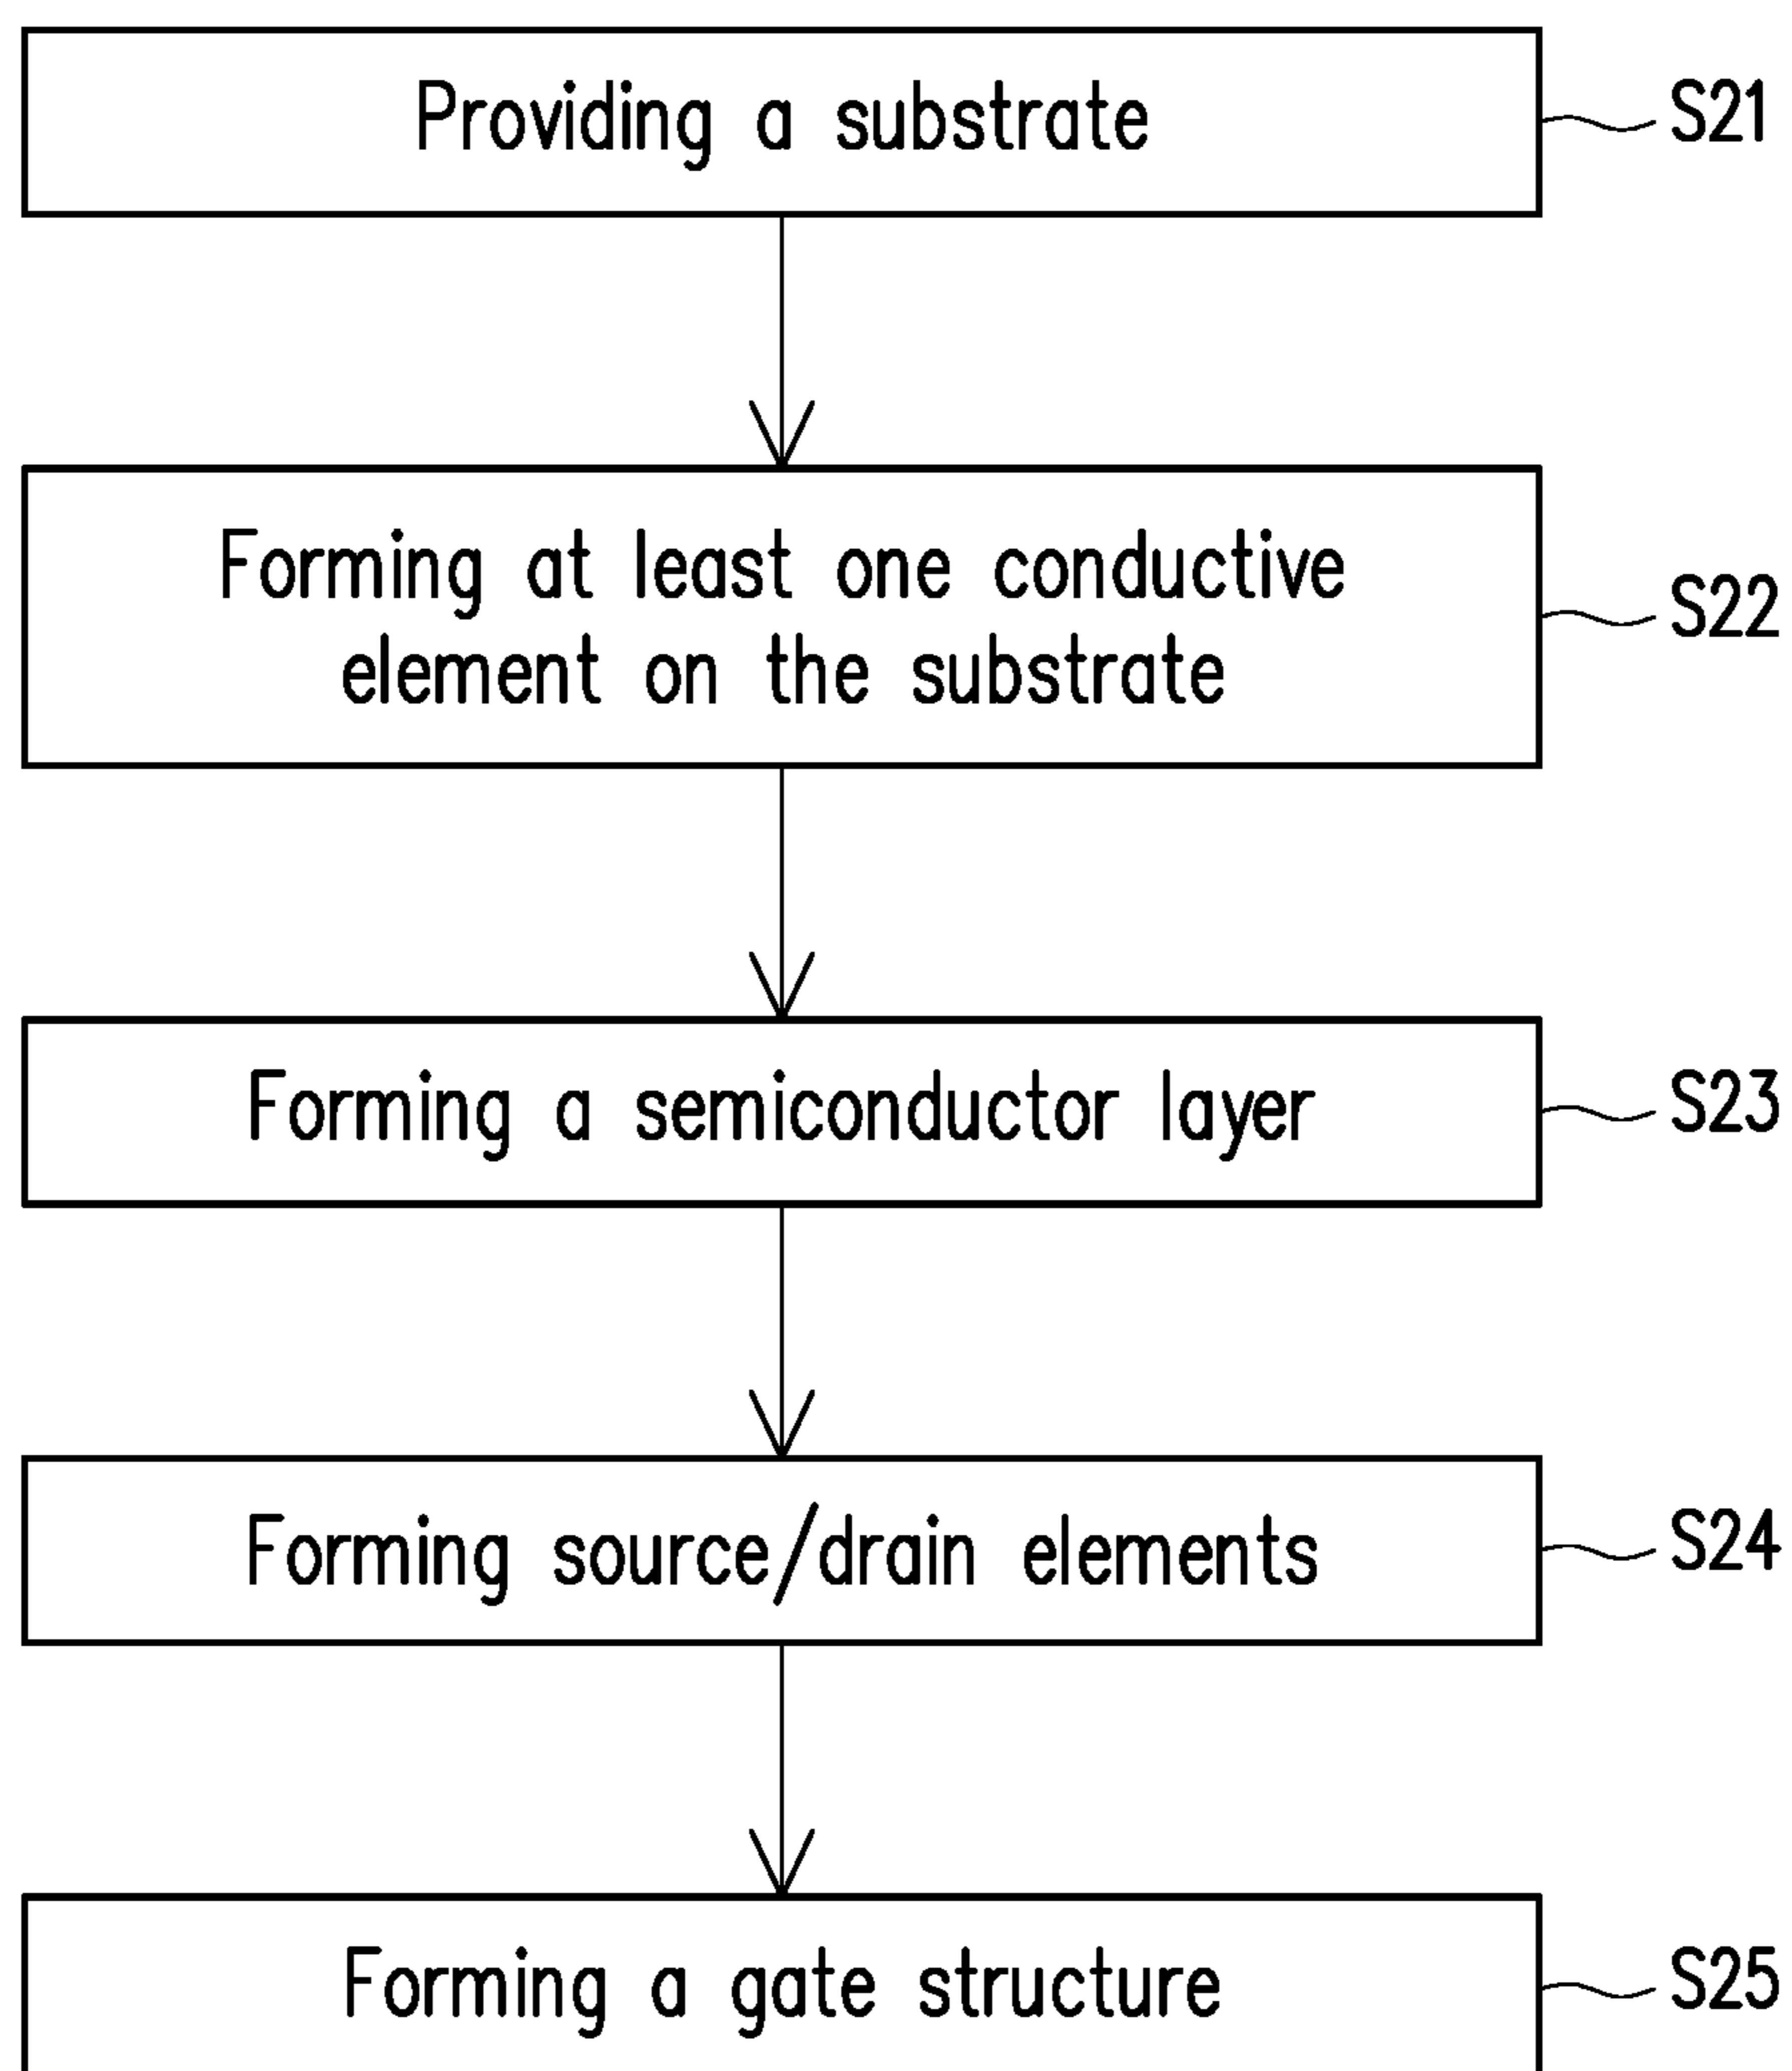 Providing a substrate
S21
Forming at least one conductive
element on the substrate
S22
Forming a semiconductor layer
S23
Forming source/drain elements
S24
Forming a gate structure
S25